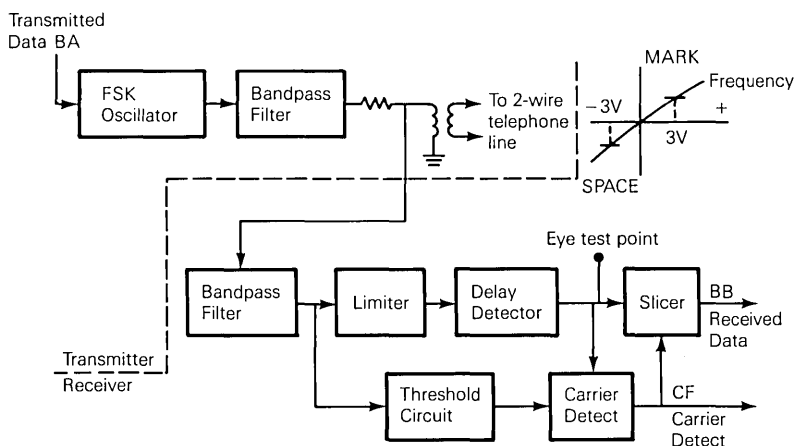 Transmitted
Data BA
FSK
Oscillator
Bandpass
Filter
To 2-wire
telephone
line
MARK
Frequency
− 3V
+
3V
SPACE
Eye test point
Bandpass
Filter
Limiter
Delay
Detector
Slicer
BB
Received
Data
Transmitter
Receiver
Threshold
Circuit
Carrier
Detect
CF
Carrier
Detect